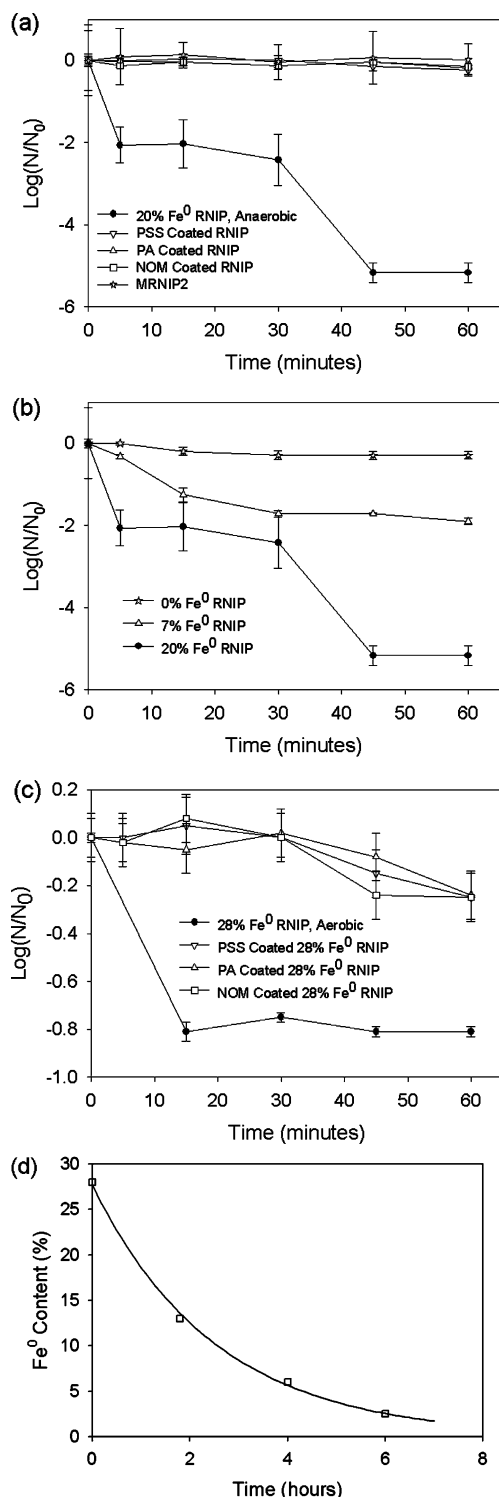 (a)
0
-2
-4
-6
Log(N/N₀)
20% Fe⁰ RNIP, Anaerobic
PSS Coated RNIP
PA Coated RNIP
NOM Coated RNIP
MRNIP2
0 10 20 30 40 50 60
Time (minutes)
(b)
0
-2
-4
-6
Log(N/N₀)
0% Fe⁰ RNIP
7% Fe⁰ RNIP
20% Fe⁰ RNIP
0 10 20 30 40 50 60
Time (minutes)
(c)
0.2
0.0
-0.2
-0.4
-0.6
-0.8
-1.0
Log(N/N₀)
28% Fe⁰ RNIP, Aerobic
PSS Coated 28% Fe⁰ RNIP
PA Coated 28% Fe⁰ RNIP
NOM Coated 28% Fe⁰ RNIP
0 10 20 30 40 50 60
Time (minutes)
(d)
30
25
20
15
10
5
0
Fe⁰ Content (%)
0 2 4 6 8
Time (hours)